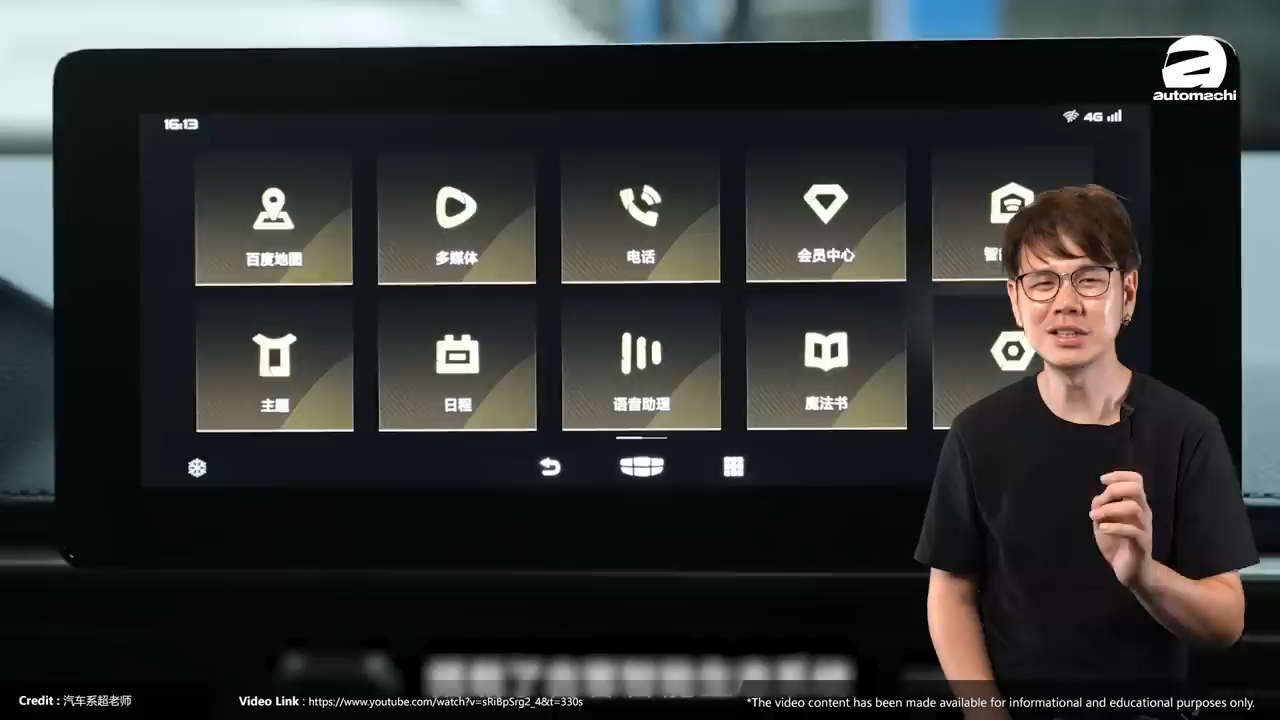 automachi
16:13
4G
百度地图
多媒体
电话
会员中心
智
主题
日程
语音助理
魔法书
Credit : 汽车系超老师
Video Link : https://www.youtube.com/watch?v=sRiBpSrg2_4&t=330s
*The video content has been made available for informational and educational purposes only.